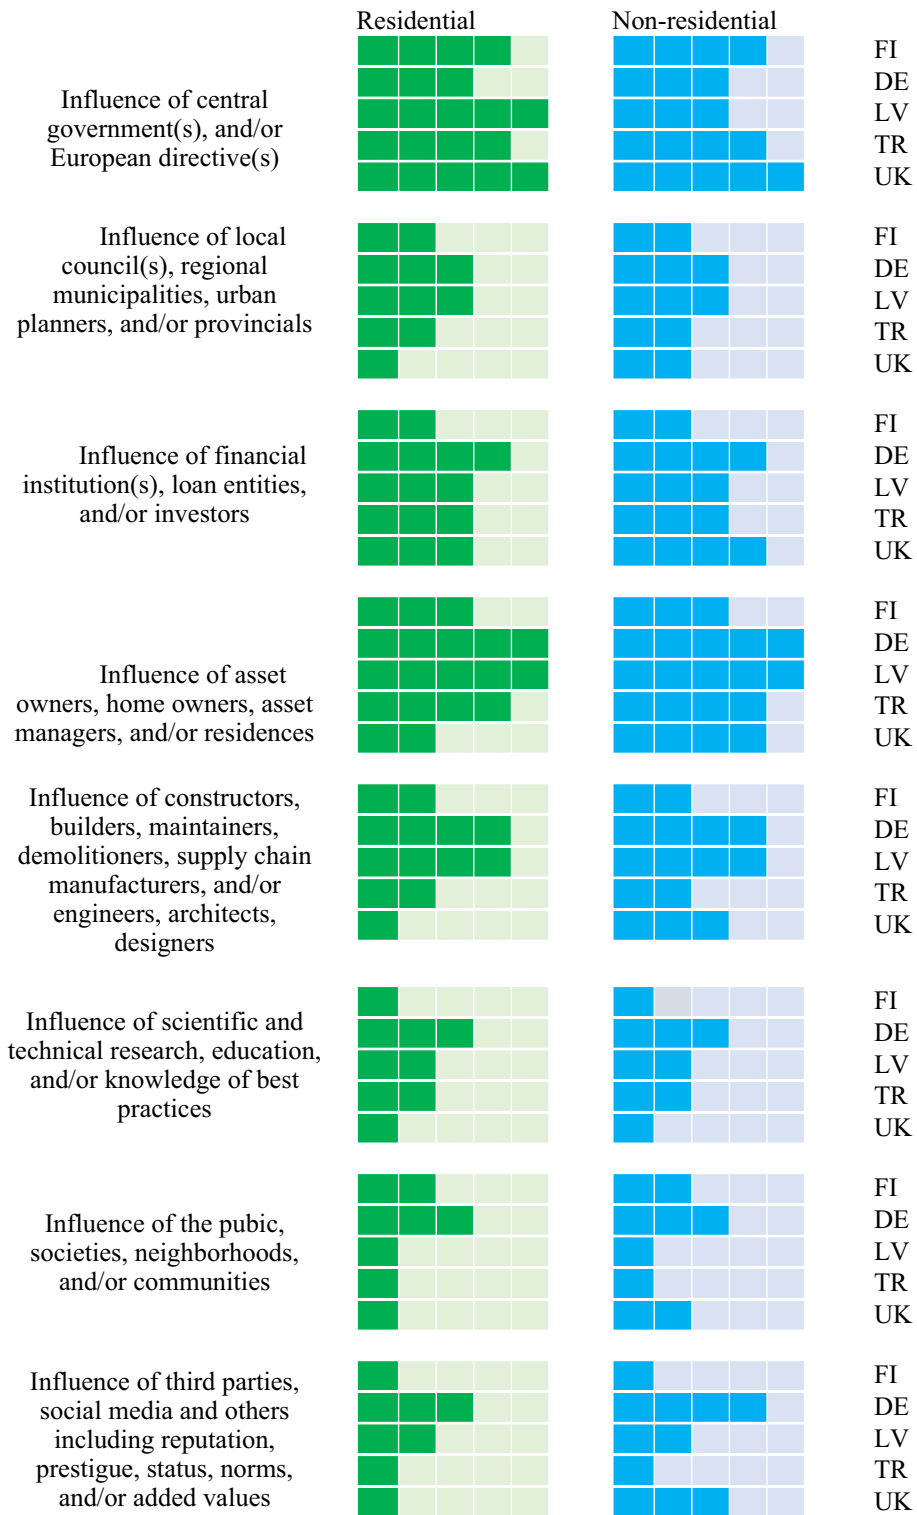 Residential
Non-residential
Influence of central
government(s), and/or
European directive(s)
FI
DE
LV
TR
UK
Influence of local
council(s), regional
municipalities, urban
planners, and/or provincials
FI
DE
LV
TR
UK
Influence of financial
institution(s), loan entities,
and/or investors
FI
DE
LV
TR
UK
Influence of asset
owners, home owners, asset
managers, and/or residences
FI
DE
LV
TR
UK
Influence of constructors,
builders, maintainers,
demolitioners, supply chain
manufacturers, and/or
engineers, architects,
designers
FI
DE
LV
TR
UK
Influence of scientific and
technical research, education,
and/or knowledge of best
practices
FI
DE
LV
TR
UK
Influence of the pubic,
societies, neighborhoods,
and/or communities
FI
DE
LV
TR
UK
Influence of third parties,
social media and others
including reputation,
prestigue, status, norms,
and/or added values
FI
DE
LV
TR
UK